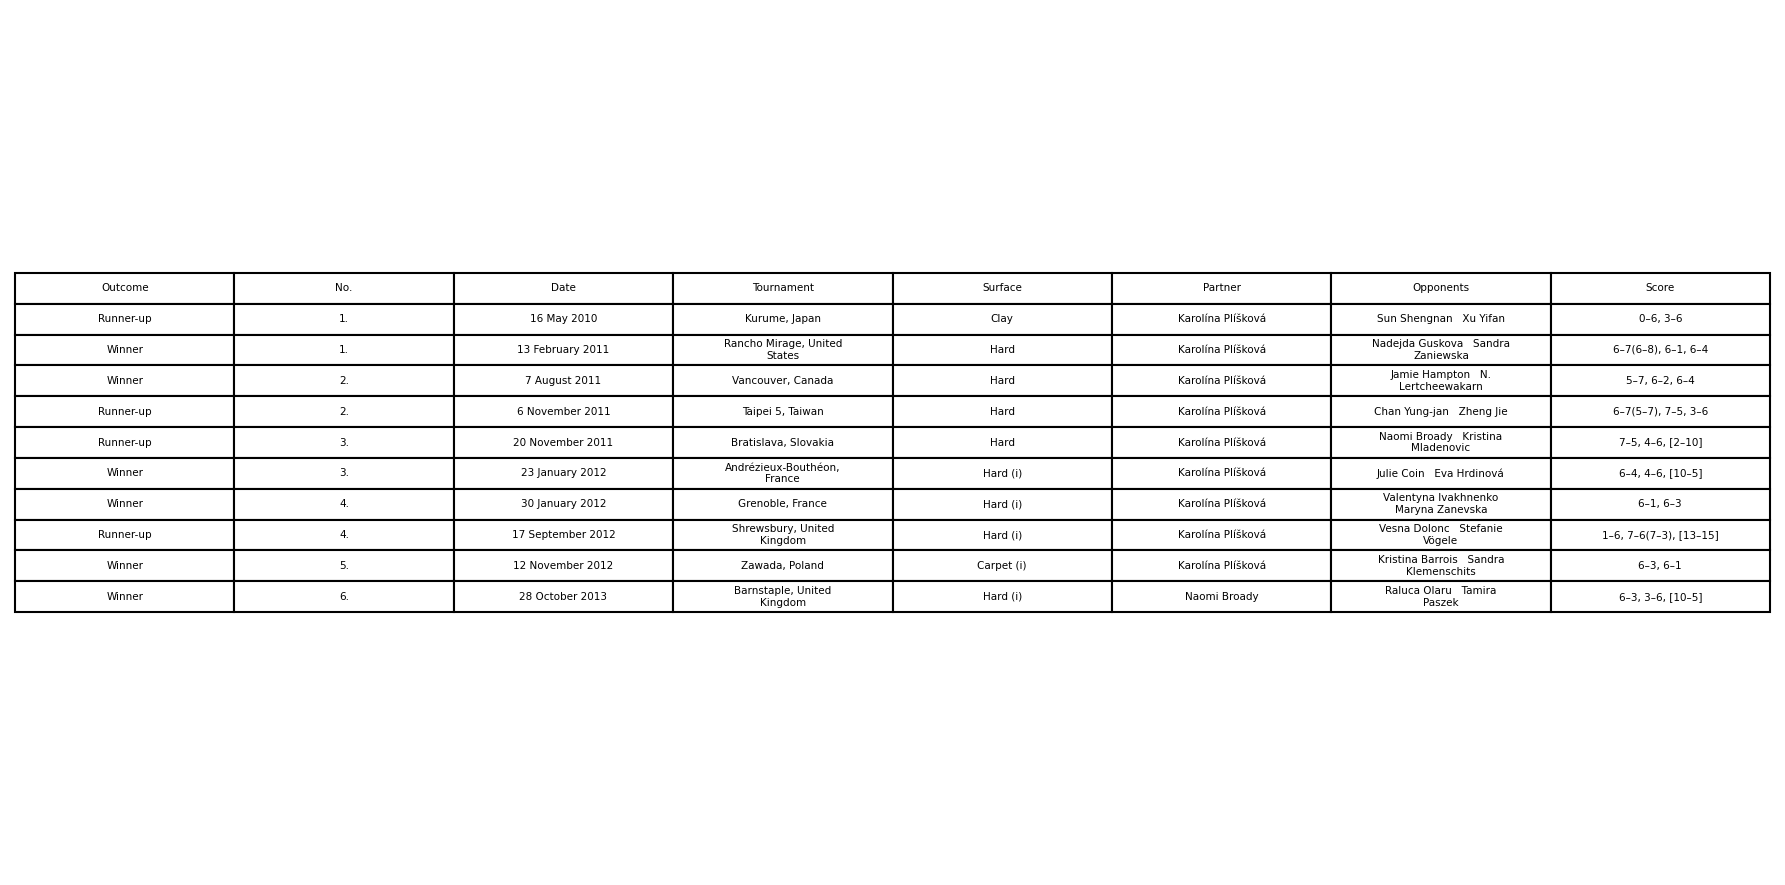 Outcome No. Date Tournament Surface Partner Opponents Score
Runner-up 1. 16 May 2010 Kurume, Japan Clay Karolína Plíšková Sun Shengnan Xu Yifan 0–6, 3–6
Winner 1. 13 February 2011 Rancho Mirage, United States Hard Karolína Plíšková Nadejda Guskova Sandra Zaniewska 6–7(6–8), 6–1, 6–4
Winner 2. 7 August 2011 Vancouver, Canada Hard Karolína Plíšková Jamie Hampton N. Lertcheewakarn 5–7, 6–2, 6–4
Runner-up 2. 6 November 2011 Taipei 5, Taiwan Hard Karolína Plíšková Chan Yung-jan Zheng Jie 6–7(5–7), 7–5, 3–6
Runner-up 3. 20 November 2011 Bratislava, Slovakia Hard Karolína Plíšková Naomi Broady Kristina Mladenovic 7–5, 4–6, [2–10]
Winner 3. 23 January 2012 Andrézieux-Bouthéon, France Hard (i) Karolína Plíšková Julie Coin Eva Hrdinová 6–4, 4–6, [10–5]
Winner 4. 30 January 2012 Grenoble, France Hard (i) Karolína Plíšková Valentyna Ivakhnenko Maryna Zanevska 6–1, 6–3
Runner-up 4. 17 September 2012 Shrewsbury, United Kingdom Hard (i) Karolína Plíšková Vesna Dolonc Stefanie Vögele 1–6, 7–6(7–3), [13–15]
Winner 5. 12 November 2012 Zawada, Poland Carpet (i) Karolína Plíšková Kristina Barrois Sandra Klemenschits 6–3, 6–1
Winner 6. 28 October 2013 Barnstaple, United Kingdom Hard (i) Naomi Broady Raluca Olaru Tamira Paszek 6–3, 3–6, [10–5]